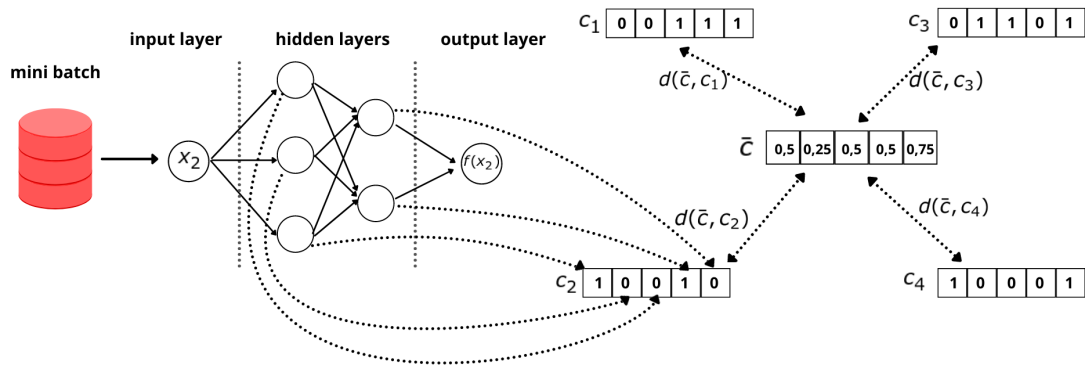 input layer
hidden layers
output layer
mini batch
x₂
f(x₂)
c₁ 0 0 1 1 1
c₃ 0 1 1 0 1
d(c̄, c₁)
d(c̄, c₃)
c̄ 0,5 0,25 0,5 0,5 0,75
d(c̄, c₂)
d(c̄, c₄)
c₂ 1 0 0 1 0
c₄ 1 0 0 0 1